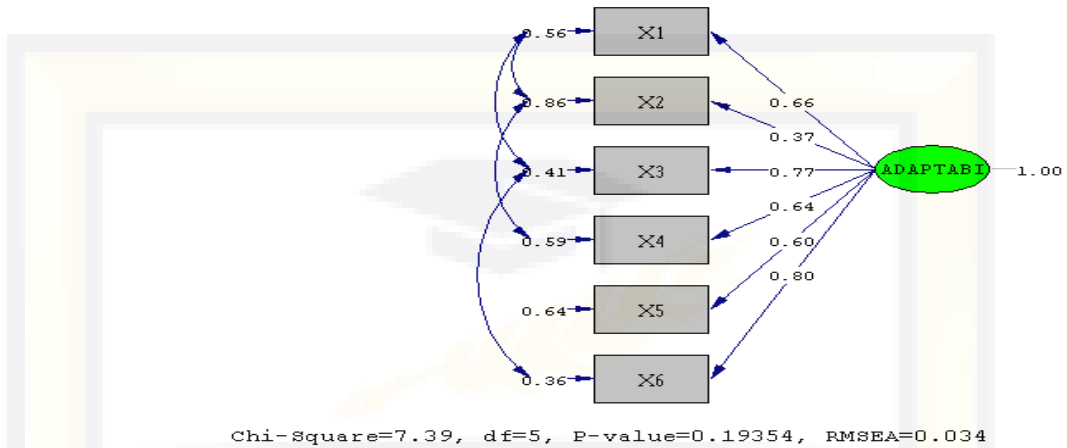 0.56 X1
0.86 X2 0.66
0.37
0.41 X3 0.77 ADAPTABI 1.00
0.64
0.59 X4 0.60
0.80
0.64 X5
0.36 X6
Chi-Square=7.39, df=5, P-value=0.19354, RMSEA=0.034